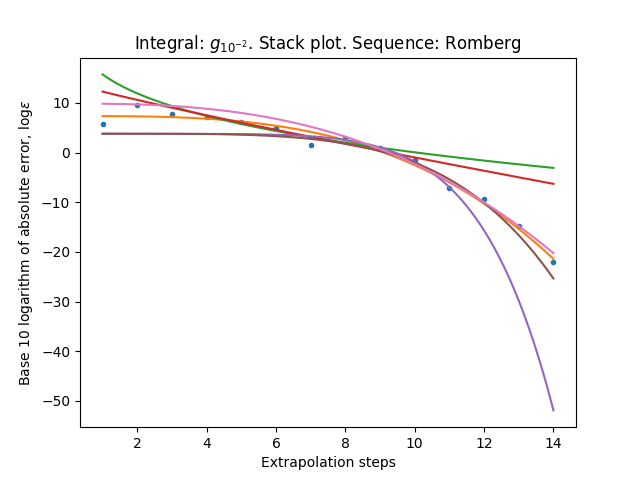 Integral: g₁₀₋₂. Stack plot. Sequence: Romberg
Base 10 logarithm of absolute error, logε
10
0
−10
−20
−30
−40
−50
2 4 6 8 10 12 14
Extrapolation steps